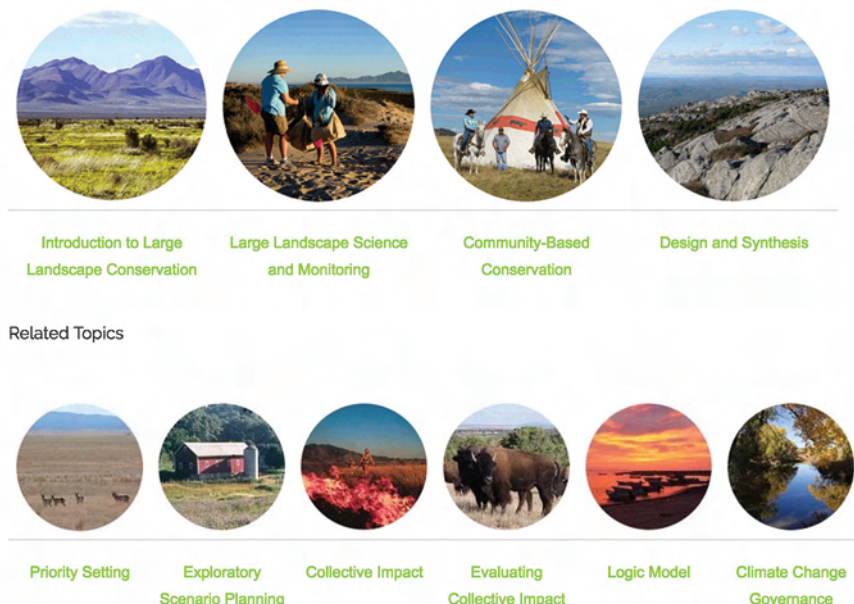 Introduction to Large
Landscape Conservation
Large Landscape Science
and Monitoring
Community-Based
Conservation
Design and Synthesis
Related Topics
Priority Setting
Exploratory
Scenario Planning
Collective Impact
Evaluating
Collective Impact
Logic Model
Climate Change
Governance